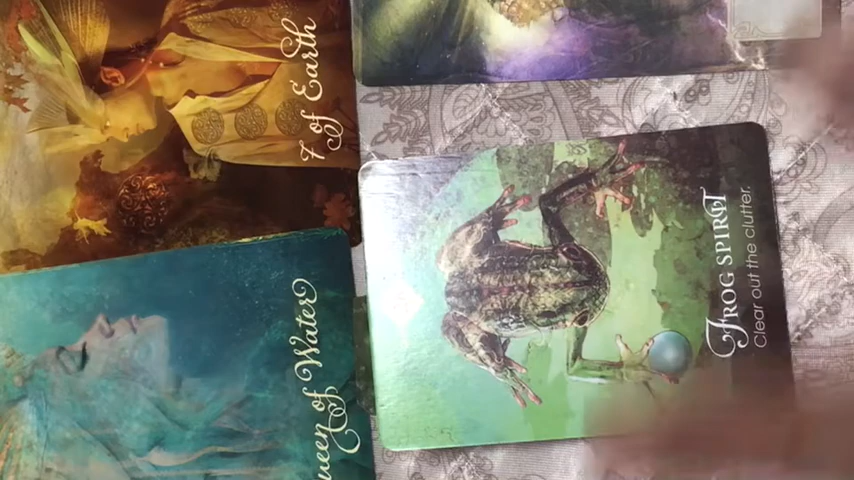 7 of Earth
Queen of Water
FROG SPIRIT
Clear out the clutter.